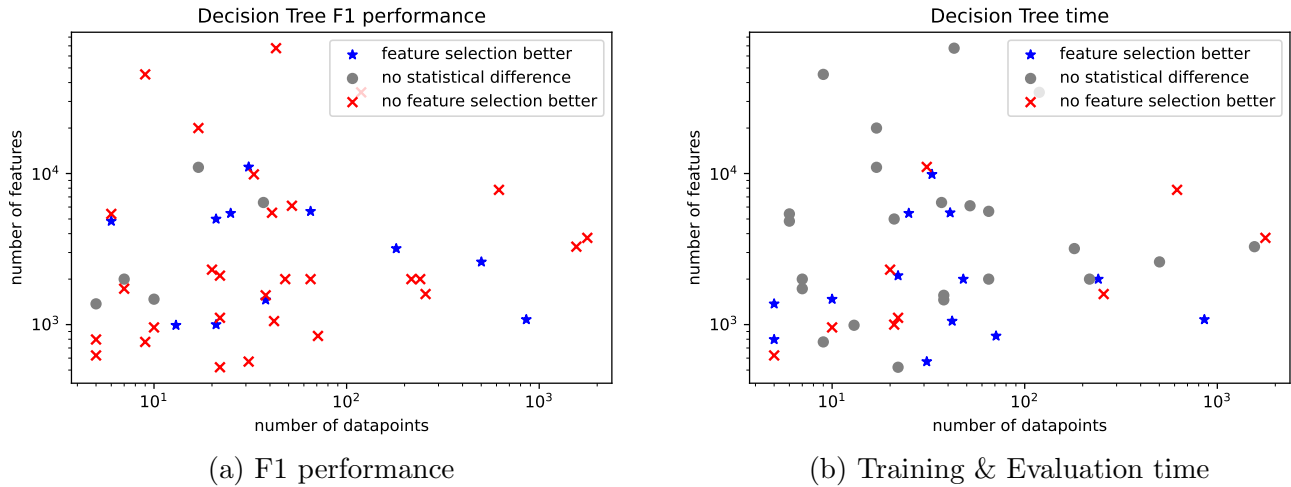 Decision Tree F1 performance
number of features
10^4
10^3
feature selection better
no statistical difference
no feature selection better
10^1
10^2
10^3
number of datapoints
(a) F1 performance
Decision Tree time
number of features
10^4
10^3
feature selection better
no statistical difference
no feature selection better
10^1
10^2
10^3
number of datapoints
(b) Training & Evaluation time